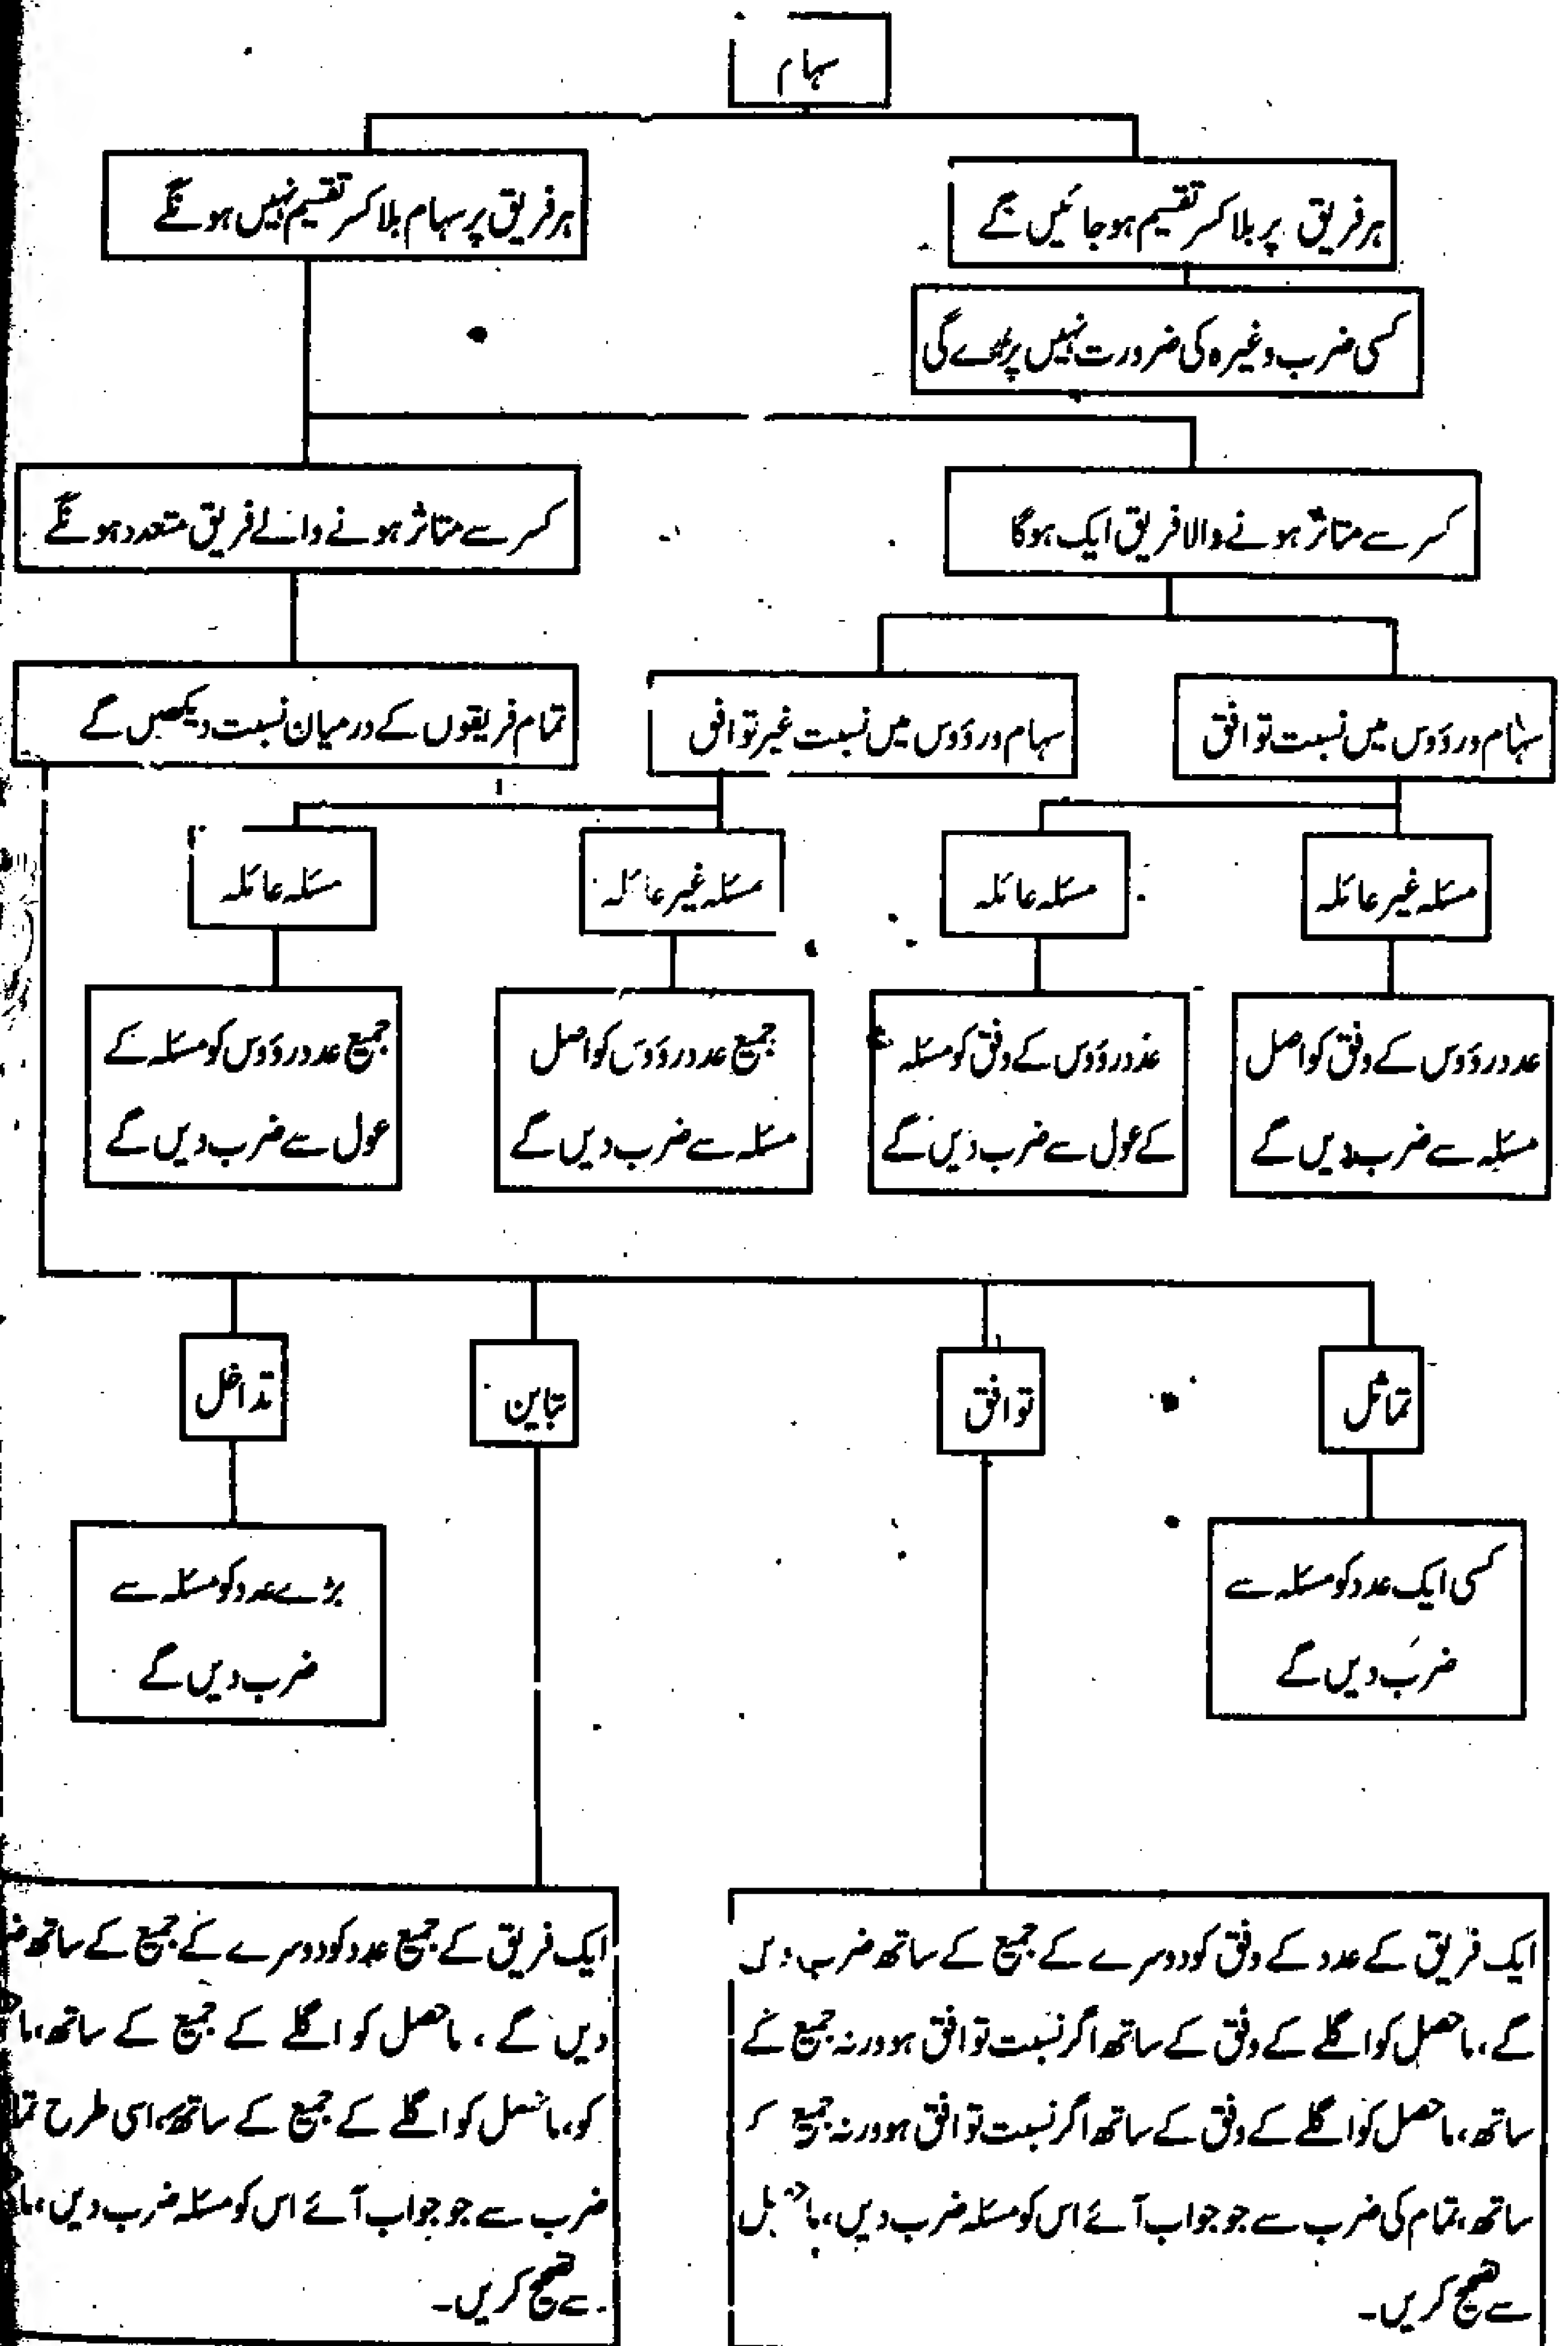 سہام
ہر فریق پر بلا کسر تقسیم ہو جائیں گے
ہر فریق پر سہام بلا کسر تقسیم نہیں ہونگے
کسی ضرب وغیرہ کی ضرورت نہیں پڑے گی
کسر سے متاثر ہونے والا فریق ایک ہوگا
کسر سے متاثر ہونے والے فریق متعدد ہونگے
سہام و رؤوس میں نسبت توافق
سہام و رؤوس میں نسبت غیر توافق
تمام فریقوں کے درمیان نسبت دیکھیں گے
مسئلہ غیر عائلہ
مسئلہ عائلہ
مسئلہ غیر عائلہ
مسئلہ عائلہ
عدد رؤوس کے وفق کو اصل
مسئلہ سے ضرب دیں گے
عدد رؤوس کے وفق کو مسئلہ
کے عول سے ضرب دیں گے
جمیع عدد رؤوس کو اصل
مسئلہ سے ضرب دیں گے
جمیع عدد رؤوس کو مسئلہ کے
عول سے ضرب دیں گے
تماثل
توافق
تباین
تداخل
کسی ایک عدد کو مسئلہ سے
ضرب دیں گے
بڑے عدد کو مسئلہ سے
ضرب دیں گے
ایک فریق کے عدد کے وفق کو دوسرے کے جمیع کے ساتھ ضرب دیں
گے، ماحصل کو اگلے کے وفق کے ساتھ اگر نسبت توافق ہو ورنہ جمیع کے
ساتھ، ماحصل کو اگلے کے وفق کے ساتھ اگر نسبت توافق ہو ورنہ جمیع کے
ساتھ، تمام کی ضرب سے جو جواب آئے اس کو مسئلہ ضرب دیں، ماحصل
سے تصحیح کریں۔
ایک فریق کے جمیع عدد کو دوسرے کے جمیع کے ساتھ
دیں گے، ماحصل کو اگلے کے جمیع کے ساتھ،
کو، ماحصل کو اگلے کے جمیع کے ساتھ، اسی طرح
ضرب سے جو جواب آئے اس کو مسئلہ ضرب دیں،
سے تصحیح کریں۔